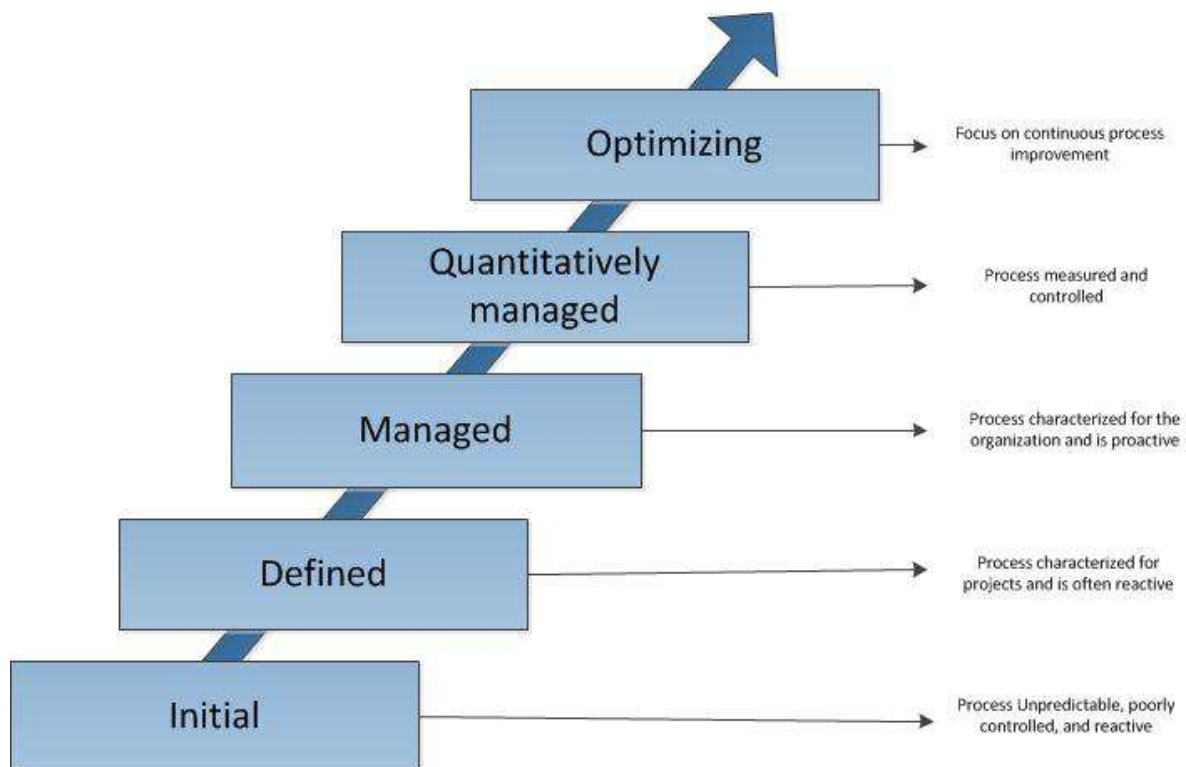 Optimizing
Focus on continuous process
improvement
Quantitatively
managed
Process measured and
controlled
Managed
Process characterized for the
organization and is proactive
Defined
Process characterized for
projects and is often reactive
Initial
Process Unpredictable, poorly
controlled, and reactive